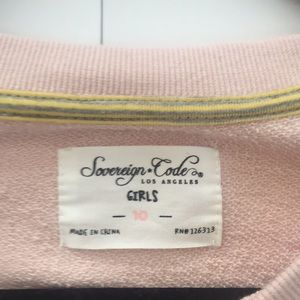 Sovereign • Code®
LOS ANGELES
GIRLS
— 10 —
MADE IN CHINA    RN# 126313